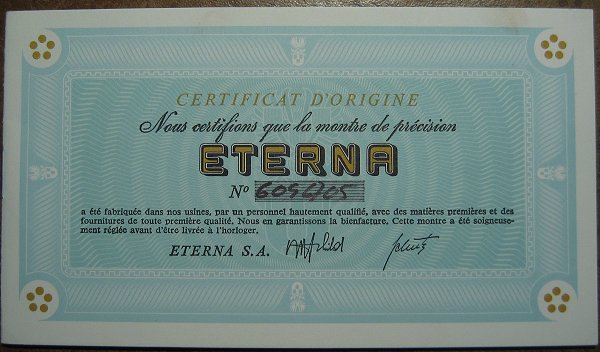 CERTIFICAT D'ORIGINE
Nous certifions que la montre de précision
ETERNA
No
a été fabriquée dans nos usines, par un personnel hautement qualifié, avec des matières premières et des
fournitures de toute première qualité. Nous en garantissons la bienfacture. Cette montre a été soigneuse-
ment réglée avant d'être livrée à l'horloger.
ETERNA S.A.